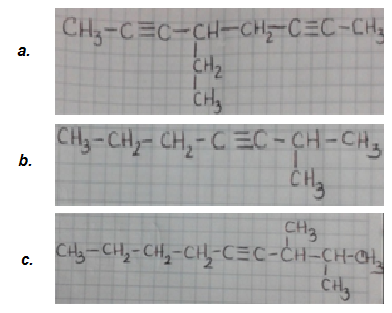 a.
CH₃-C≡C-CH-CH₂-C≡C-CH₃
CH₂
CH₃
b.
CH₃-CH₂-CH₂-C≡C-CH-CH₃
CH₃
c.
CH₃
CH₃-CH₂-CH₂-CH₂-C≡C-CH-CH-CH₃
CH₃